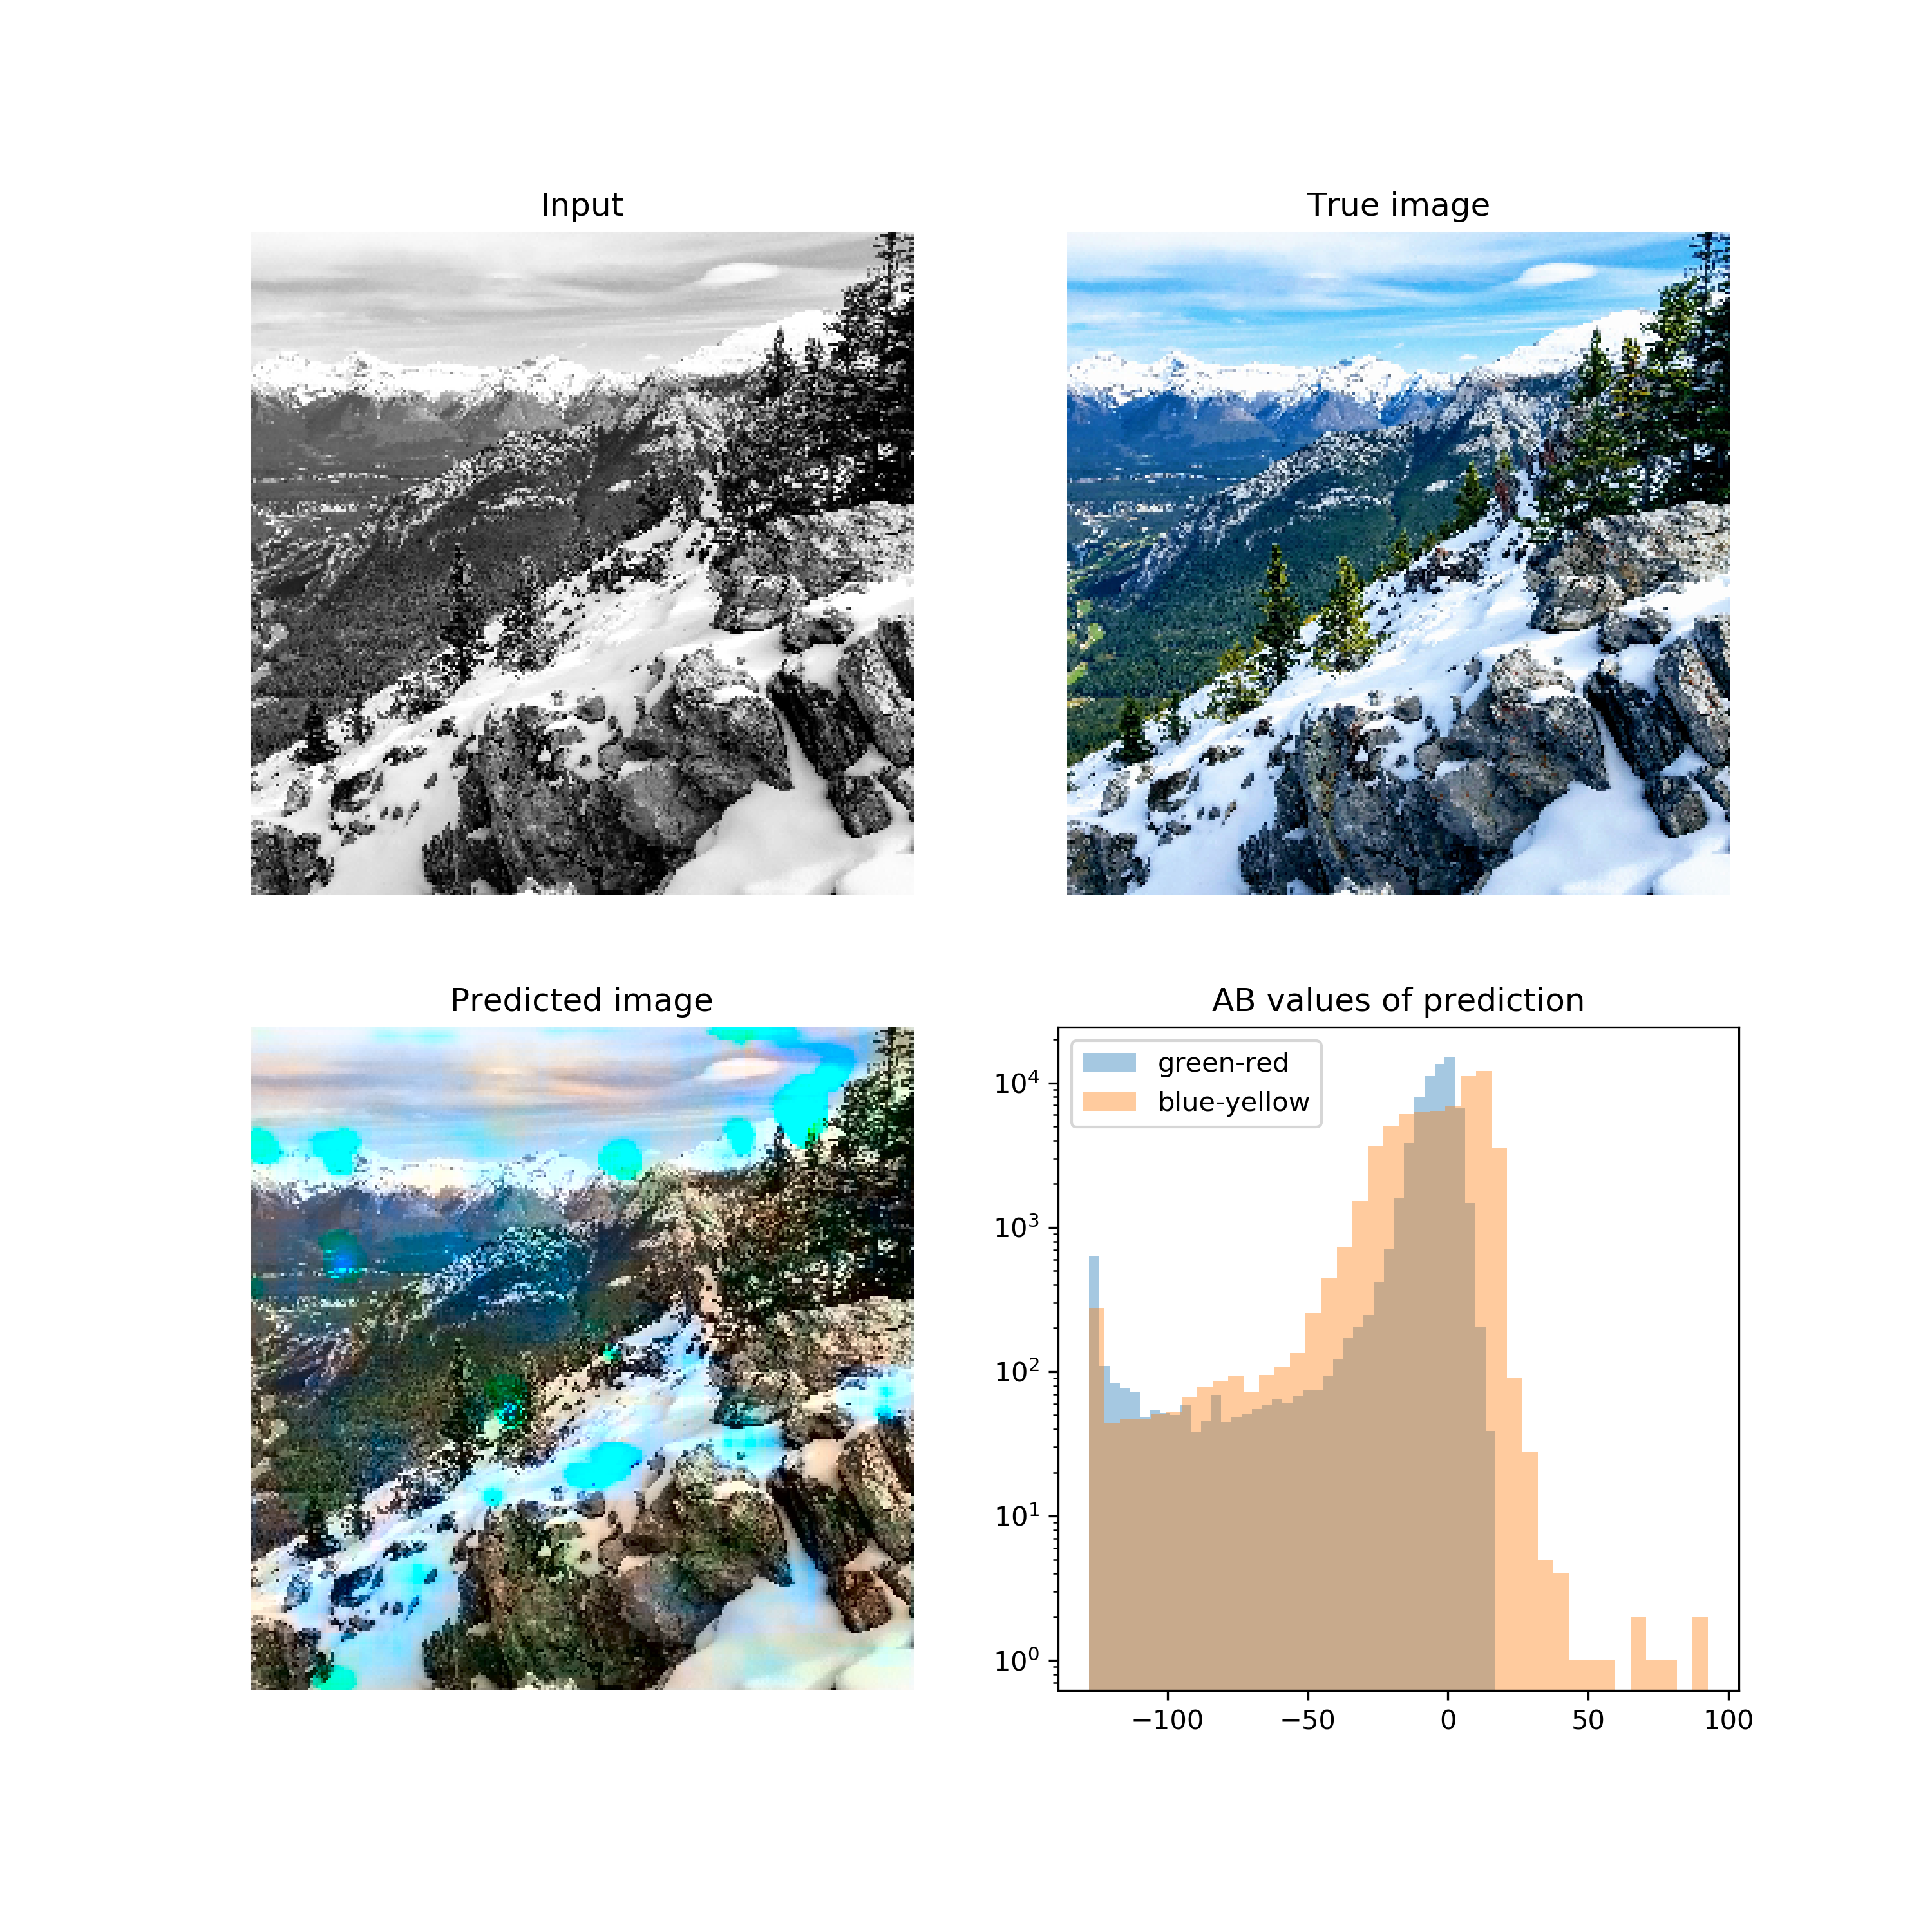 Input
True image
Predicted image
AB values of prediction
green-red
blue-yellow
10⁴
10³
10²
10¹
10⁰
−100
−50
0
50
100